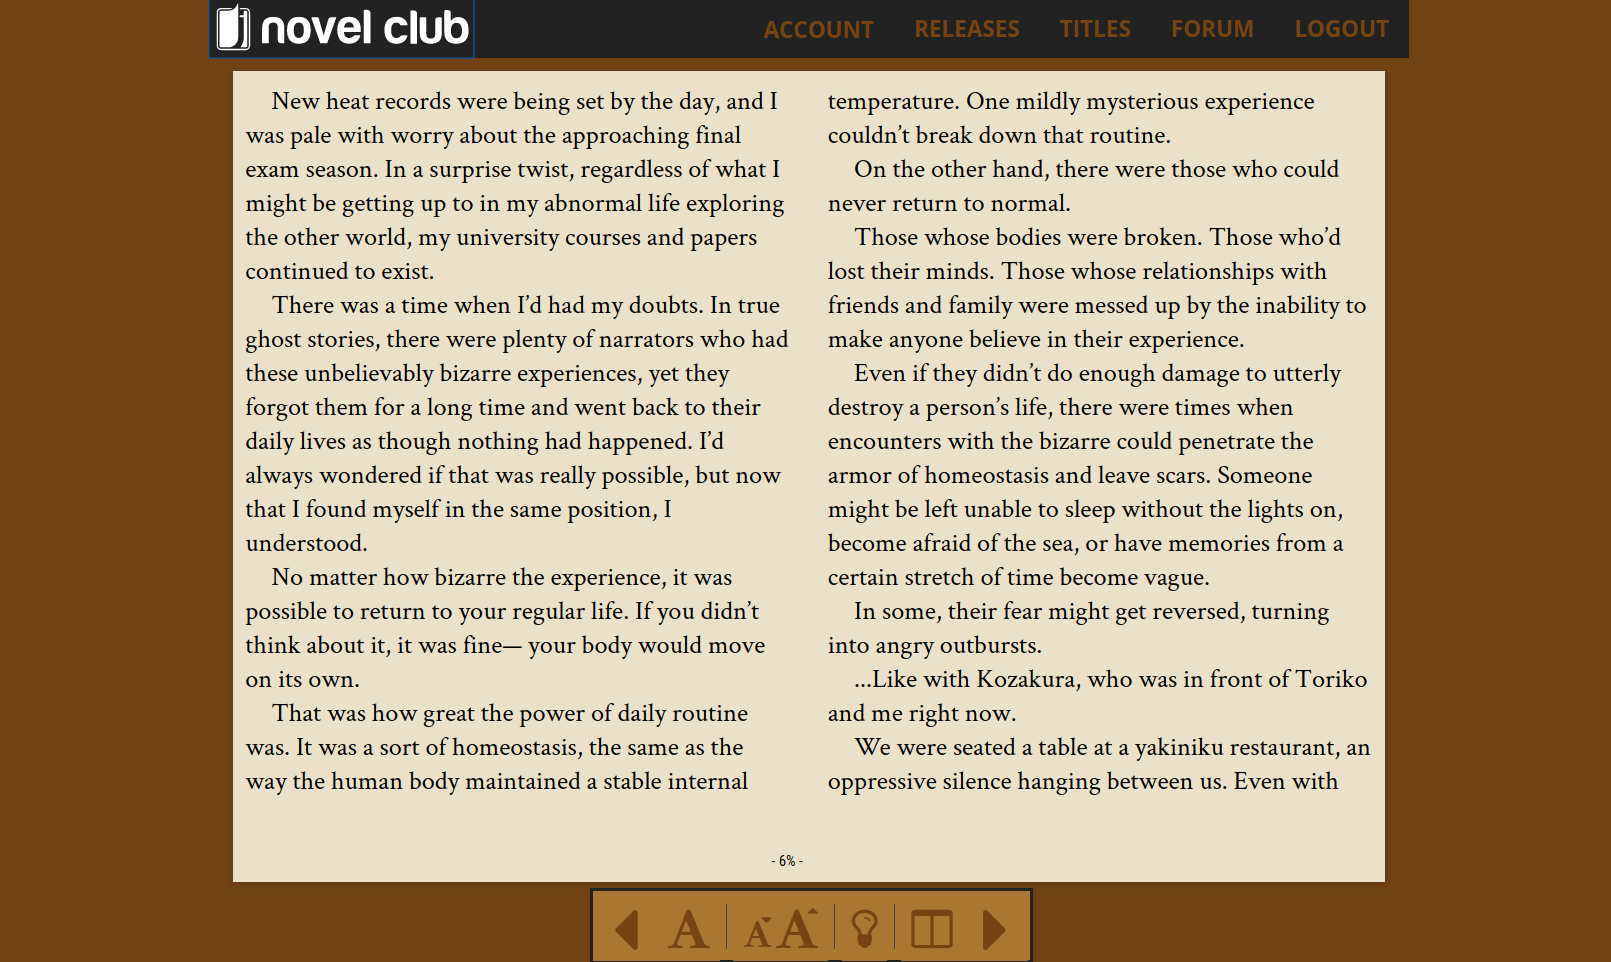 novel club
ACCOUNT RELEASES TITLES FORUM LOGOUT
New heat records were being set by the day, and I
was pale with worry about the approaching final
exam season. In a surprise twist, regardless of what I
might be getting up to in my abnormal life exploring
the other world, my university courses and papers
continued to exist.
There was a time when I’d had my doubts. In true
ghost stories, there were plenty of narrators who had
these unbelievably bizarre experiences, yet they
forgot them for a long time and went back to their
daily lives as though nothing had happened. I’d
always wondered if that was really possible, but now
that I found myself in the same position, I
understood.
No matter how bizarre the experience, it was
possible to return to your regular life. If you didn’t
think about it, it was fine— your body would move
on its own.
That was how great the power of daily routine
was. It was a sort of homeostasis, the same as the
way the human body maintained a stable internal
temperature. One mildly mysterious experience
couldn’t break down that routine.
On the other hand, there were those who could
never return to normal.
Those whose bodies were broken. Those who’d
lost their minds. Those whose relationships with
friends and family were messed up by the inability to
make anyone believe in their experience.
Even if they didn’t do enough damage to utterly
destroy a person’s life, there were times when
encounters with the bizarre could penetrate the
armor of homeostasis and leave scars. Someone
might be left unable to sleep without the lights on,
become afraid of the sea, or have memories from a
certain stretch of time become vague.
In some, their fear might get reversed, turning
into angry outbursts.
...Like with Kozakura, who was in front of Toriko
and me right now.
We were seated a table at a yakiniku restaurant, an
oppressive silence hanging between us. Even with
- 6% -
A A A